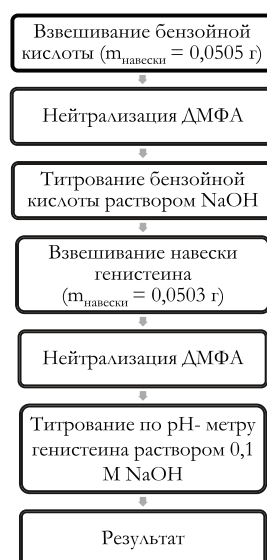 Взвешивание бензойной
кислоты (mнавески = 0,0505 г)
Нейтрализация ДМФА
Титрование бензойной
кислоты раствором NaOH
Взвешивание навески
генистеина
(mнавески = 0,0503 г)
Нейтрализация ДМФА
Титрование по pH- метру
генистеина раствором 0,1
М NaOH
Результат